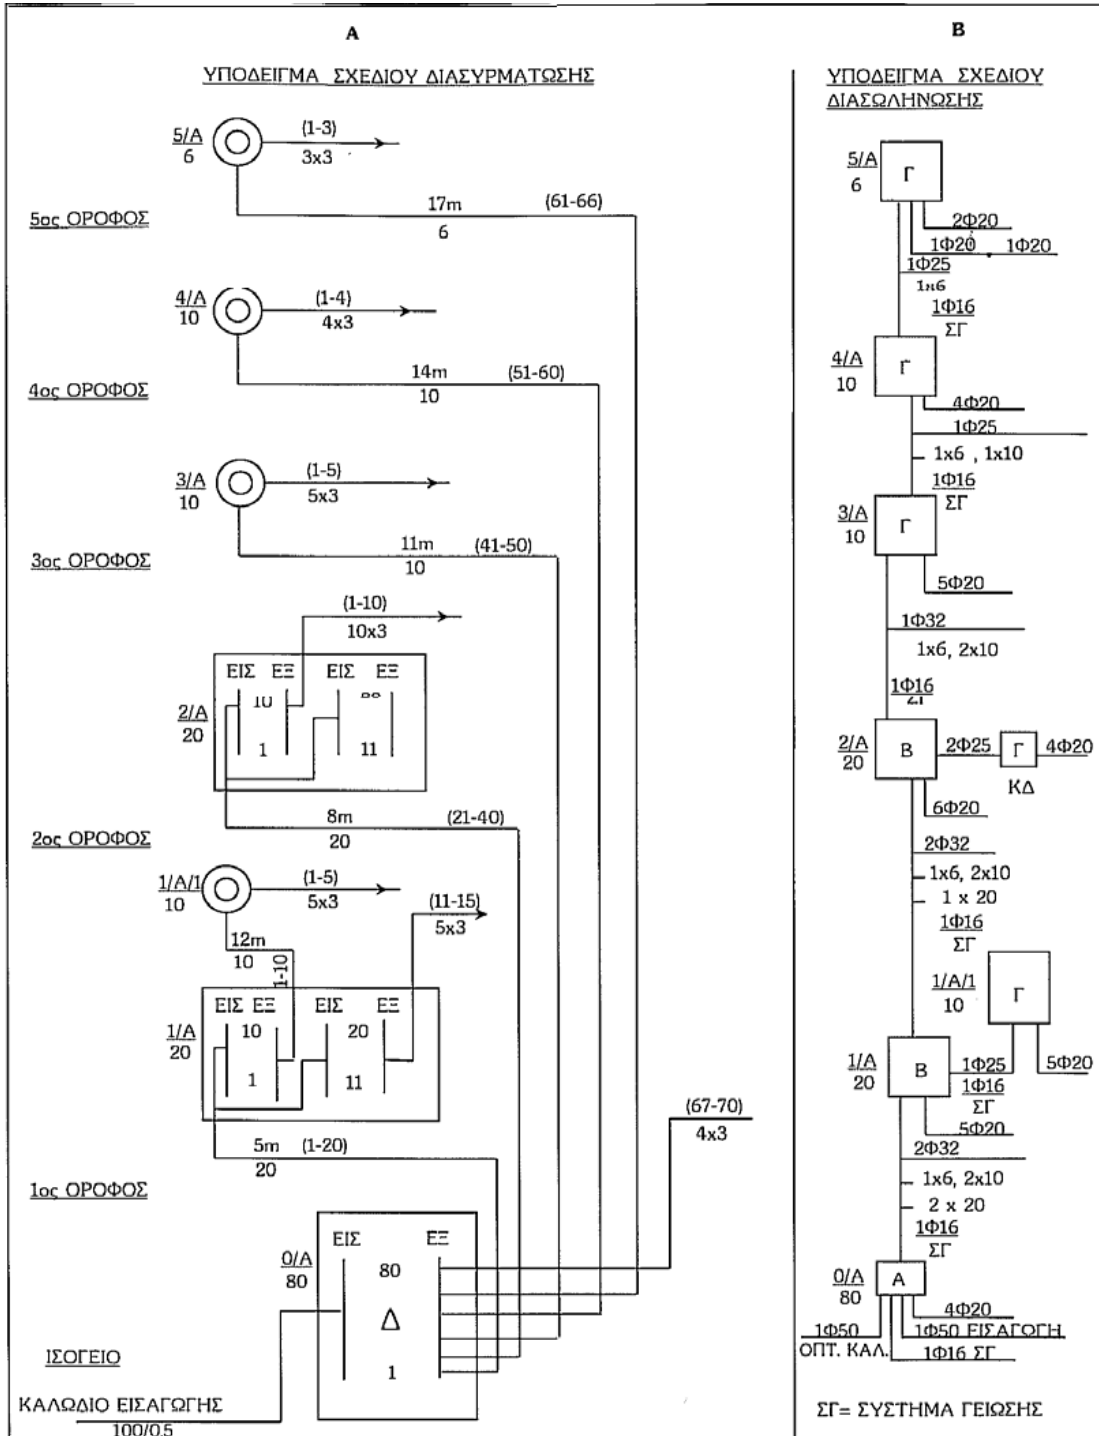 Α
ΥΠΟΔΕΙΓΜΑ ΣΧΕΔΙΟΥ ΔΙΑΣΥΡΜΑΤΩΣΗΣ
5/Α
6
(1-3)
3x3
17m
6
(61-66)
5ος ΟΡΟΦΟΣ
4/Α
10
(1-4)
4x3
14m
10
(51-60)
4ος ΟΡΟΦΟΣ
3/Α
10
(1-5)
5x3
11m
10
(41-50)
3ος ΟΡΟΦΟΣ
(1-10)
10x3
ΕΙΣ ΕΞ ΕΙΣ ΕΞ
10
2/Α
20
1 11
8m
20
(21-40)
2ος ΟΡΟΦΟΣ
1/Α/1
10
(1-5)
5x3
(11-15)
5x3
12m
10
1-10
ΕΙΣ ΕΞ ΕΙΣ ΕΞ
10 20
1/Α
20
1 11
5m (1-20)
20
(67-70)
4x3
1ος ΟΡΟΦΟΣ
ΕΙΣ ΕΞ
0/Α
80
80
Δ
1
ΙΣΟΓΕΙΟ
ΚΑΛΩΔΙΟ ΕΙΣΑΓΩΓΗΣ
100/0.5
Β
ΥΠΟΔΕΙΓΜΑ ΣΧΕΔΙΟΥ
ΔΙΑΣΩΛΗΝΩΣΗΣ
5/Α
6
Γ
2Φ20
1Φ20 1Φ20
1Φ25
1x6
1Φ16
ΣΓ
4/Α
10
Γ
4Φ20
1Φ25
1x6 , 1x10
1Φ16
ΣΓ
3/Α
10
Γ
5Φ20
1Φ32
1x6, 2x10
1Φ16
ΣΓ
2/Α
20
Β
2Φ25
Γ
4Φ20
ΚΔ
6Φ20
2Φ32
1x6, 2x10
1 x 20
1Φ16
ΣΓ
1/Α/1
10
Γ
1/Α
20
Β
1Φ25
5Φ20
1Φ16
ΣΓ
5Φ20
2Φ32
1x6, 2x10
2 x 20
1Φ16
ΣΓ
0/Α
80
Α
4Φ20
1Φ50
1Φ50 ΕΙΣΑΓΩΓΗ
ΟΠΤ. ΚΑΛ.
1Φ16 ΣΓ
ΣΓ= ΣΥΣΤΗΜΑ ΓΕΙΩΣΗΣ